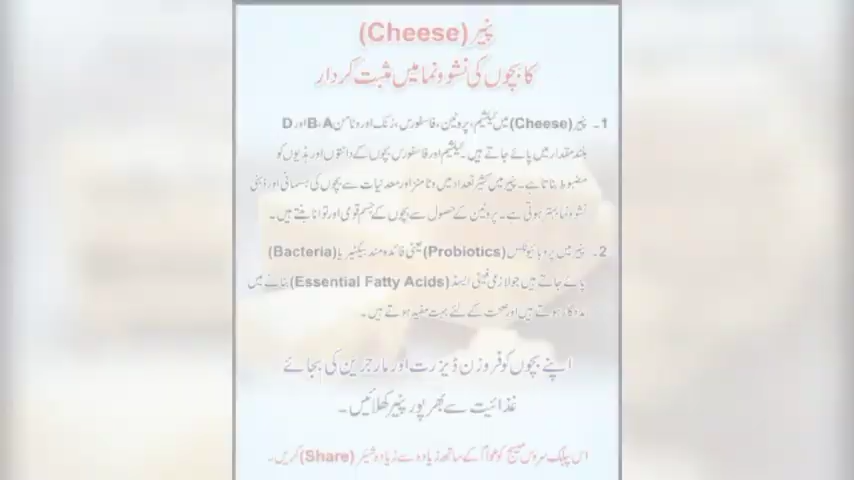 پنیر (Cheese)
کا بچوں کی نشوونما میں مثبت کردار
1۔ پنیر (Cheese) میں کیلشیم، پروٹین، فاسفورس، زنک اور وٹامن B،A اور D
بلند مقدار میں پائے جاتے ہیں۔ کیلشیم اور فاسفورس بچوں کے دانتوں اور ہڈیوں کو
مضبوط بناتا ہے۔ پنیر میں کثیر تعداد میں وٹامنز اور معدنیات سے بچوں کی جسمانی اور ذہنی
نشوونما بہتر ہوتی ہے۔ پروٹین کے حصول سے بچوں کے جسم قومی اور توانا بنتے ہیں۔
2۔ پنیر میں پروبائیوٹکس (Probiotics) یعنی فائدہ مند بیکٹیریا (Bacteria)
پائے جاتے ہیں جو لازمی فیٹی ایسڈ (Essential Fatty Acids) بنانے میں
مددگار ہوتے ہیں اور صحت کے لئے بہت مفید ہوتے ہیں۔
اپنے بچوں کو فروزن ڈیزرٹ اور مارجرین کی بجائے
غذائیت سے بھرپور پنیر کھلائیں۔
اس پبلک سروس میسج کو عوام کے ساتھ زیادہ سے زیادہ شیئر (Share) کریں۔